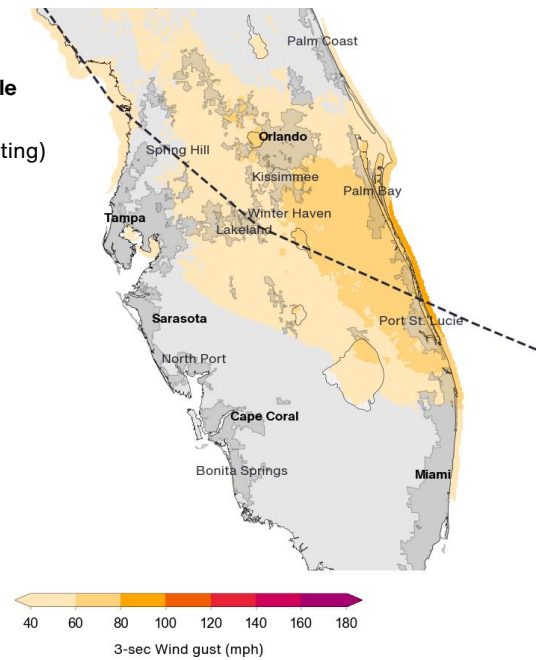 Palm Coast
le
Orlando
ting)
Spring Hill
Kissimmee
Palm Bay
Winter Haven
Tampa
Lakeland
Sarasota
Port St. Lucie
North Port
Cape Coral
Bonita Springs
Miami
40 60 80 100 120 140 160 180
3-sec Wind gust (mph)